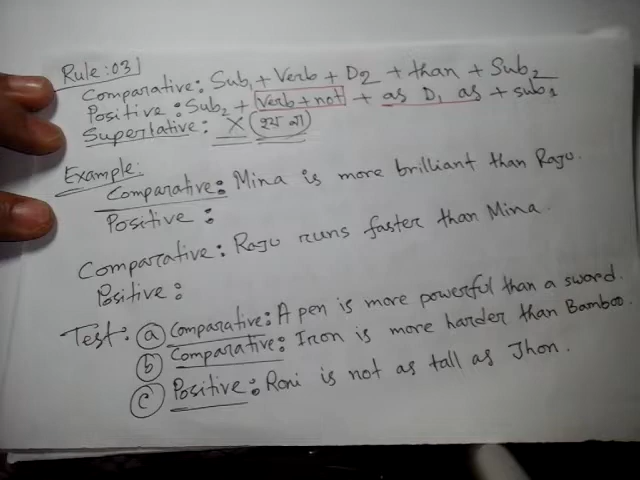 Rule:03
Comparative: Sub1 + Verb + D2 + than + Sub2
Positive: Sub2 + Verb + not + as D1 as + sub1
Superlative: X (হয় না)
Example:
Comparative: Mina is more brilliant than Raju.
Positive:
Comparative: Raju runs faster than Mina.
Positive:
Test: (a) Comparative: A pen is more powerful than a sword.
(b) Comparative: Iron is more harder than Bamboo.
(c) Positive: Roni is not as tall as Jhon.